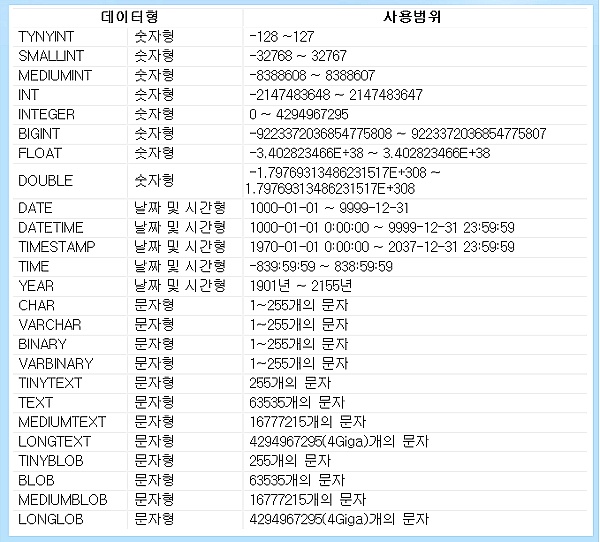 데이터형 사용범위
TYNYINT 숫자형 -128 ~127
SMALLINT 숫자형 -32768 ~ 32767
MEDIUMINT 숫자형 -8388608 ~ 8388607
INT 숫자형 -2147483648 ~ 2147483647
INTEGER 숫자형 0 ~ 4294967295
BIGINT 숫자형 -9223372036854775808 ~ 9223372036854775807
FLOAT 숫자형 -3.402823466E+38 ~ 3.402823466E+38
DOUBLE 숫자형 -1.79769313486231517E+308 ~
1.79769313486231517E+308
DATE 날짜 및 시간형 1000-01-01 ~ 9999-12-31
DATETIME 날짜 및 시간형 1000-01-01 0:00:00 ~ 9999-12-31 23:59:59
TIMESTAMP 날짜 및 시간형 1970-01-01 0:00:00 ~ 2037-12-31 23:59:59
TIME 날짜 및 시간형 -839:59:59 ~ 838:59:59
YEAR 날짜 및 시간형 1901년 ~ 2155년
CHAR 문자형 1~255개의 문자
VARCHAR 문자형 1~255개의 문자
BINARY 문자형 1~255개의 문자
VARBINARY 문자형 1~255개의 문자
TINYTEXT 문자형 255개의 문자
TEXT 문자형 63535개의 문자
MEDIUMTEXT 문자형 16777215개의 문자
LONGTEXT 문자형 4294967295(4Giga)개의 문자
TINYBLOB 문자형 255개의 문자
BLOB 문자형 63535개의 문자
MEDIUMBLOB 문자형 16777215개의 문자
LONGLOB 문자형 4294967295(4Giga)개의 문자